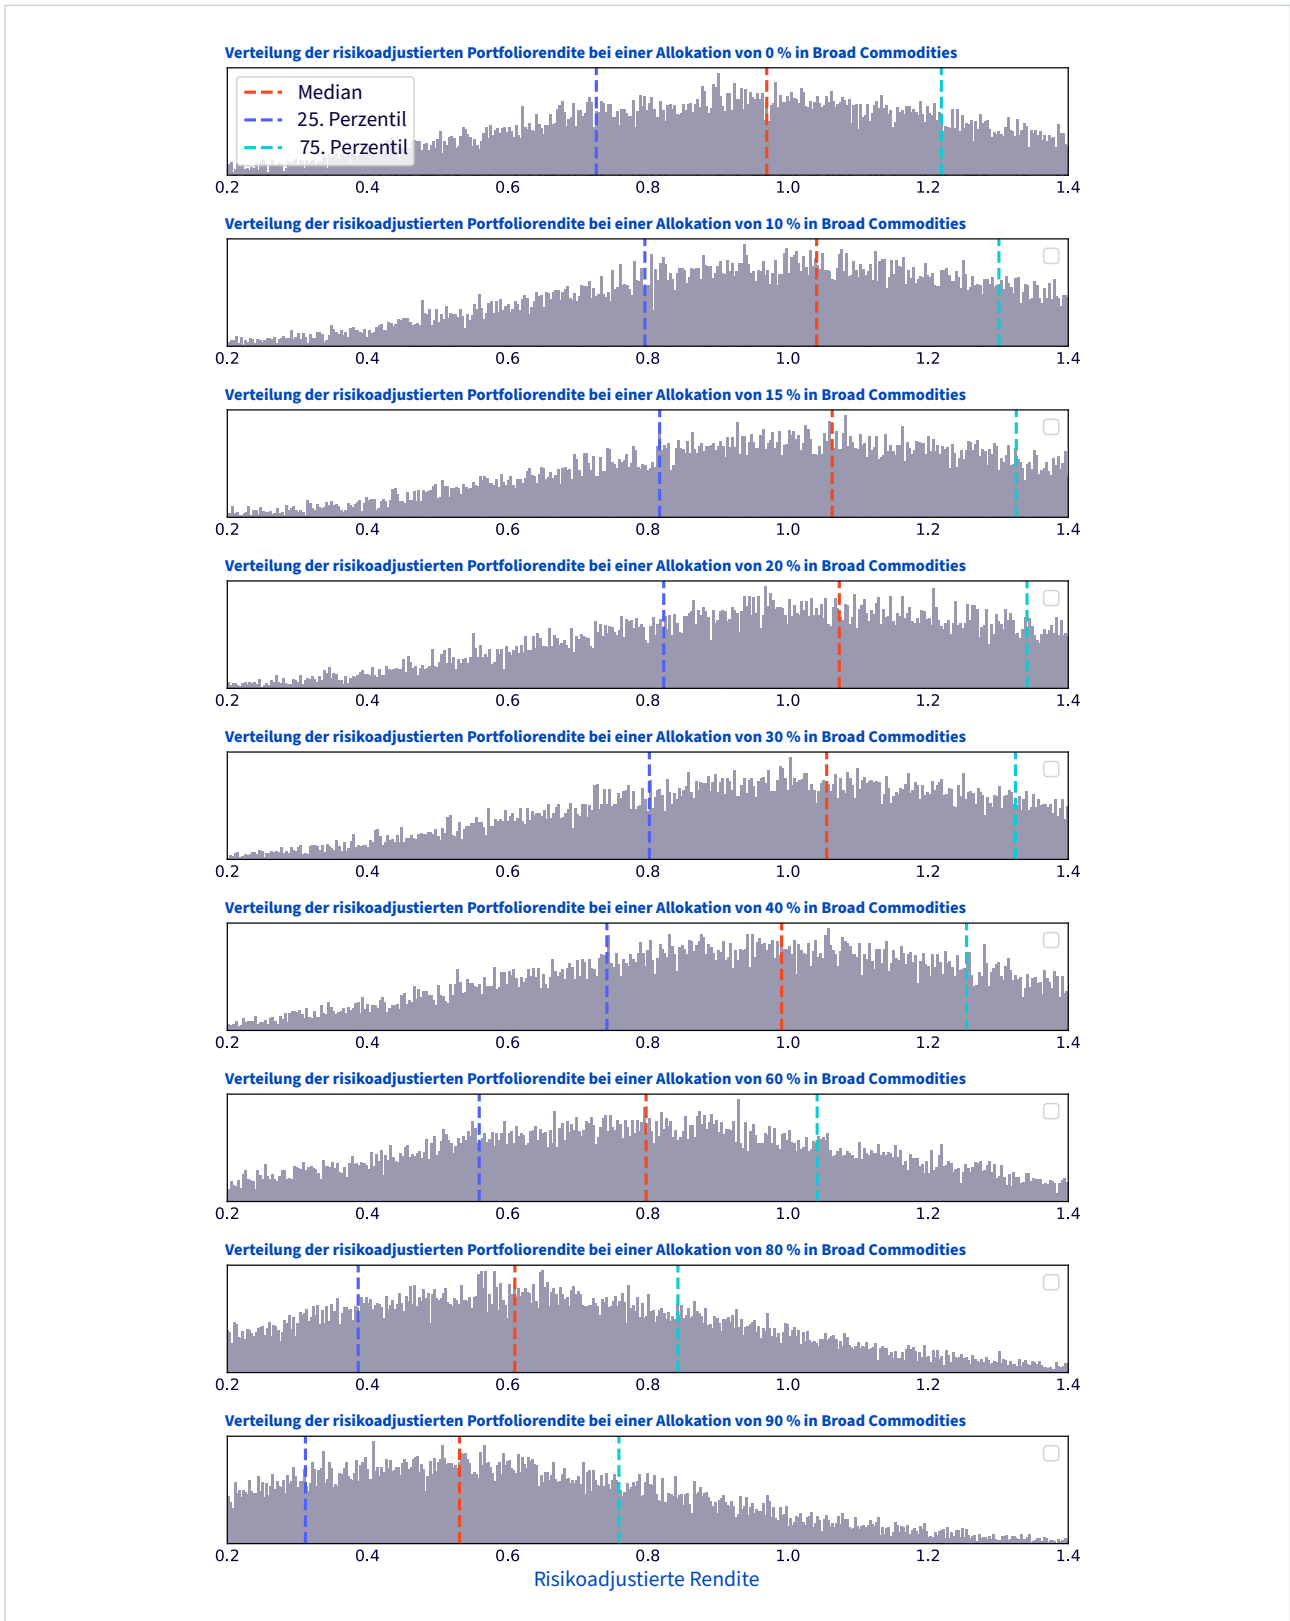 Verteilung der risikoadjustierten Portfoliorendite bei einer Allokation von 0 % in Broad Commodities
Median
25. Perzentil
75. Perzentil
0.2 0.4 0.6 0.8 1.0 1.2 1.4
Verteilung der risikoadjustierten Portfoliorendite bei einer Allokation von 10 % in Broad Commodities
0.2 0.4 0.6 0.8 1.0 1.2 1.4
Verteilung der risikoadjustierten Portfoliorendite bei einer Allokation von 15 % in Broad Commodities
0.2 0.4 0.6 0.8 1.0 1.2 1.4
Verteilung der risikoadjustierten Portfoliorendite bei einer Allokation von 20 % in Broad Commodities
0.2 0.4 0.6 0.8 1.0 1.2 1.4
Verteilung der risikoadjustierten Portfoliorendite bei einer Allokation von 30 % in Broad Commodities
0.2 0.4 0.6 0.8 1.0 1.2 1.4
Verteilung der risikoadjustierten Portfoliorendite bei einer Allokation von 40 % in Broad Commodities
0.2 0.4 0.6 0.8 1.0 1.2 1.4
Verteilung der risikoadjustierten Portfoliorendite bei einer Allokation von 60 % in Broad Commodities
0.2 0.4 0.6 0.8 1.0 1.2 1.4
Verteilung der risikoadjustierten Portfoliorendite bei einer Allokation von 80 % in Broad Commodities
0.2 0.4 0.6 0.8 1.0 1.2 1.4
Verteilung der risikoadjustierten Portfoliorendite bei einer Allokation von 90 % in Broad Commodities
0.2 0.4 0.6 0.8 1.0 1.2 1.4
Risikoadjustierte Rendite